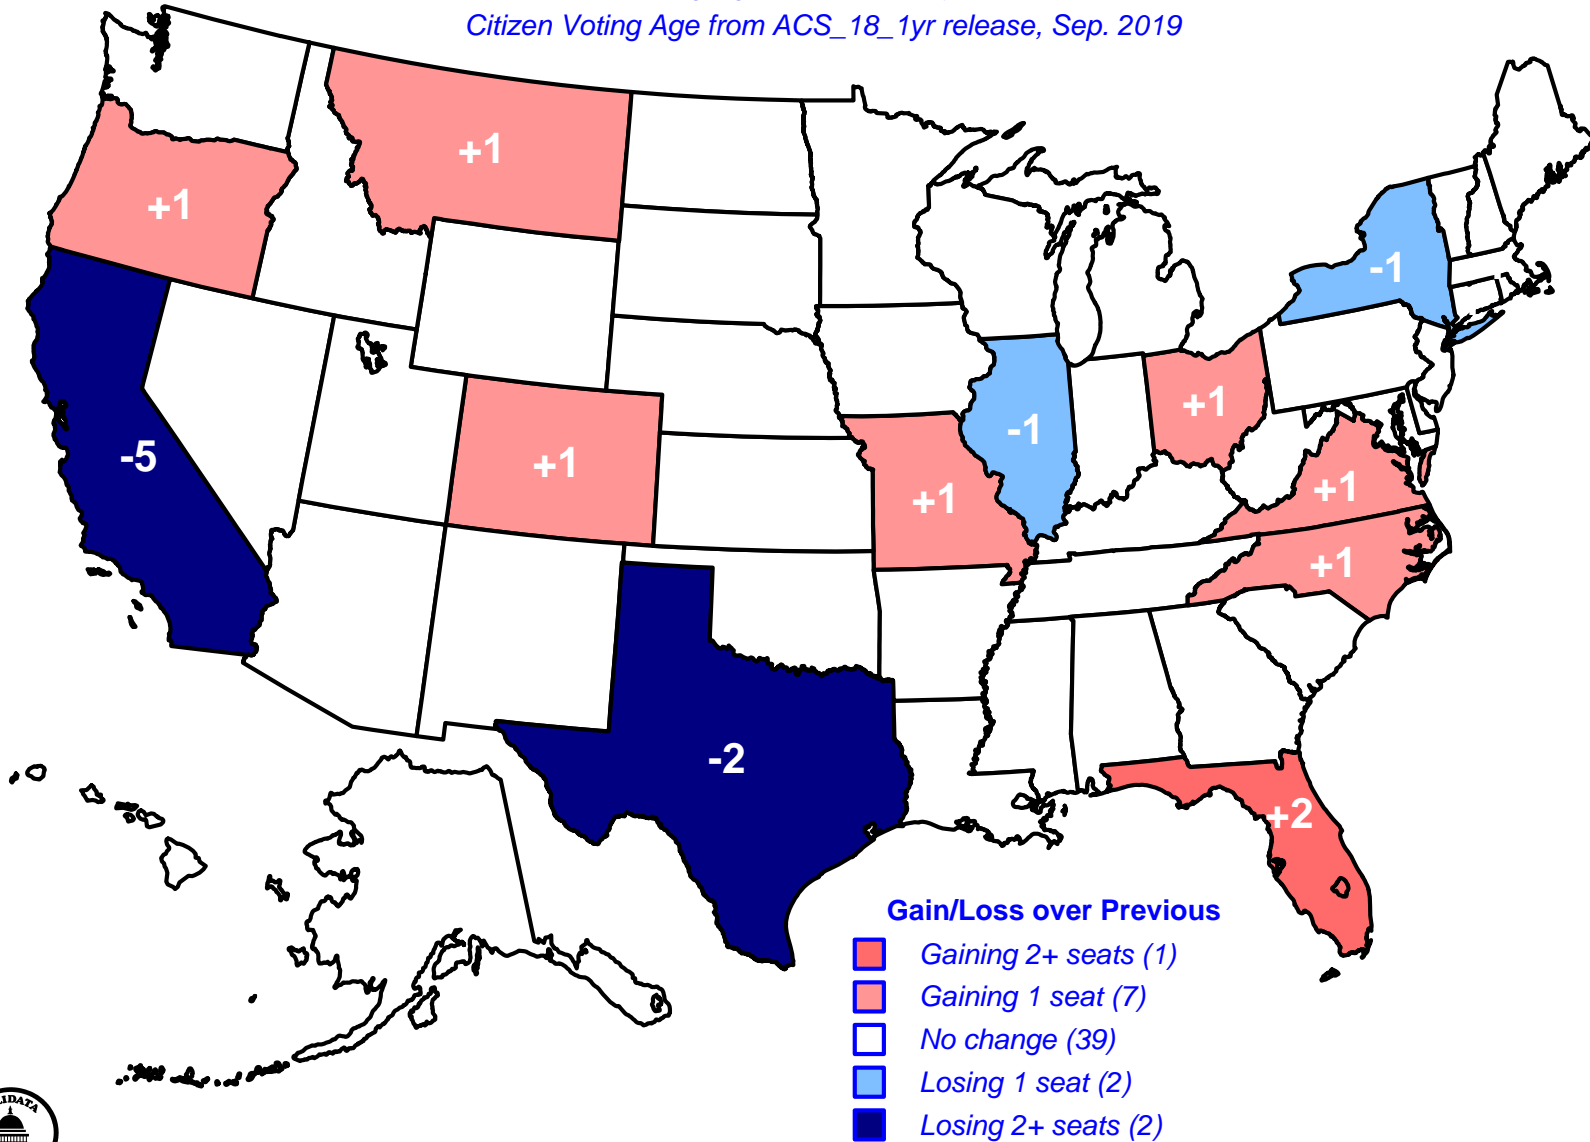 Citizen Voting Age from ACS_18_1yr release, Sep. 2019
+1
+1
-1
-5
+1
+1
-1
+1
+1
+1
-2
+2
Gain/Loss over Previous
Gaining 2+ seats (1)
Gaining 1 seat (7)
No change (39)
Losing 1 seat (2)
Losing 2+ seats (2)
LIDATA